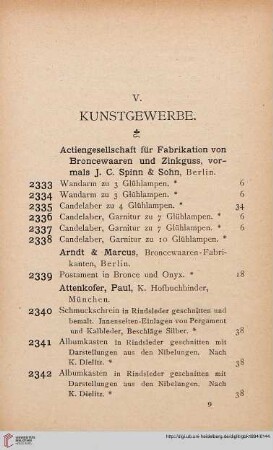 V.
KUNSTGEWERBE.
Actiengesellschaft für Fabrikation von
Broncewaaren und Zinkguss, vor-
mals J. C. Spinn & Sohn, Berlin.
2333 Wandarm zu 3 Glühlampen. * 6
2334 Wandarm zu 3 Glühlampen. * 6
2335 Candelaber zu 4 Glühlampen. * 34
2336 Candelaber, Garnitur zu 7 Glühlampen. * 6
2337 Candelaber, Garnitur zu 7 Glühlampen. * 6
2338 Candelaber, Garnitur zu 10 Glühlampen. *
Arndt & Marcus, Broncewaaren-Fabri-
kanten, Berlin.
2339 Postament in Bronce und Onyx. * 18
Attenkofer, Paul, K. Hofbuchbinder,
München.
2340 Schmuckschrein in Rindsleder geschnitten und
bemalt. Innenseiten-Einlagen von Pergament
und Kalbleder, Beschläge Silber. * 38
2341 Albumkasten in Rindsleder geschnitten mit
Darstellungen aus den Nibelungen. Nach
K. Dielitz. * 38
2342 Albumkasten in Rindsleder geschnitten mit
Darstellungen aus den Nibelungen. Nach
K. Dielitz. * 38
9